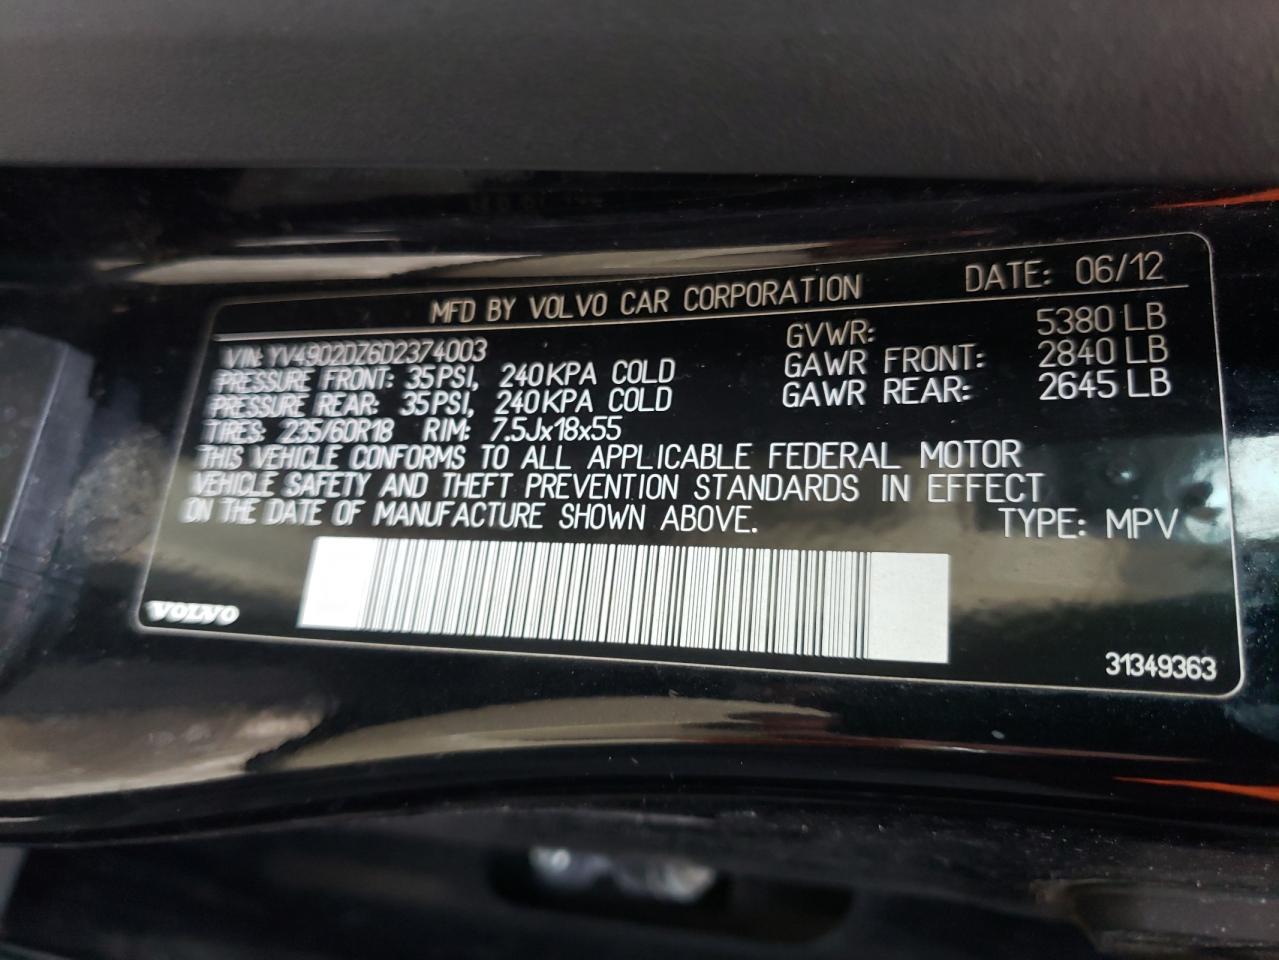 MFD BY VOLVO CAR CORPORATION DATE: 06/12
VIN: YV4902DZ6D2374003 GVWR: 5380 LB
PRESSURE FRONT: 35PSI, 240KPA COLD GAWR FRONT: 2840 LB
PRESSURE REAR: 35PSI, 240KPA COLD GAWR REAR: 2645 LB
TIRES: 235/60R18 RIM: 7.5Jx18x55
THIS VEHICLE CONFORMS TO ALL APPLICABLE FEDERAL MOTOR
VEHICLE SAFETY AND THEFT PREVENTION STANDARDS IN EFFECT
ON THE DATE OF MANUFACTURE SHOWN ABOVE. TYPE: MPV
VOLVO
31349363